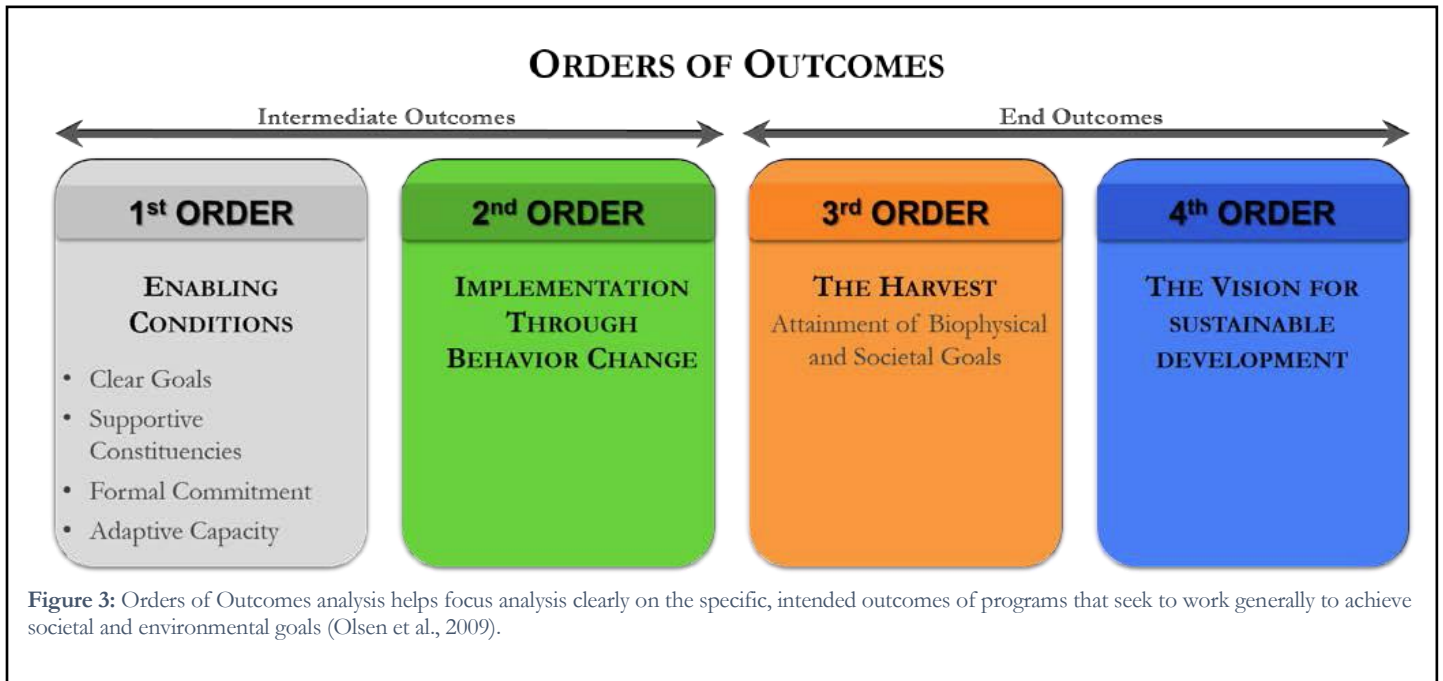 ORDERS OF OUTCOMES
Intermediate Outcomes
End Outcomes
1st ORDER
ENABLING
CONDITIONS
• Clear Goals
• Supportive
Constituencies
• Formal Commitment
• Adaptive Capacity
2nd ORDER
IMPLEMENTATION
THROUGH
BEHAVIOR CHANGE
3rd ORDER
THE HARVEST
Attainment of Biophysical
and Societal Goals
4th ORDER
THE VISION FOR
SUSTAINABLE
DEVELOPMENT
Figure 3: Orders of Outcomes analysis helps focus analysis clearly on the specific, intended outcomes of programs that seek to work generally to achieve
societal and environmental goals (Olsen et al., 2009).